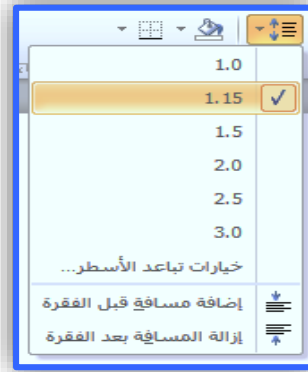 1.0
1.15
1.5
2.0
2.5
3.0
خيارات تباعد الأسطر...
إضافة مسافة قبل الفقرة
إزالة المسافة بعد الفقرة